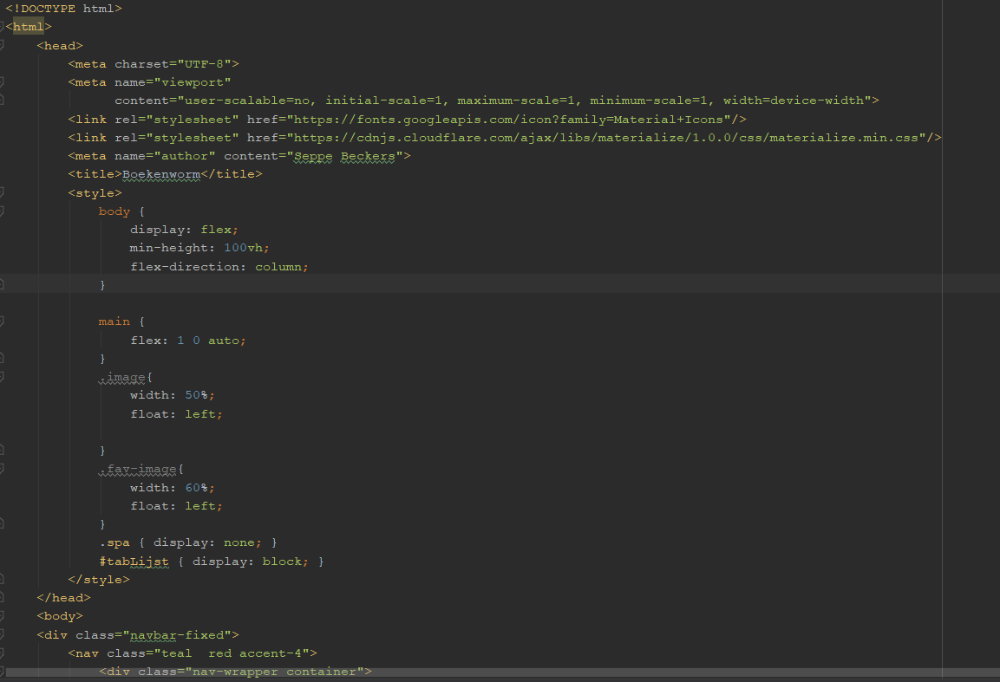 <!DOCTYPE html>
<html>
<head>
<meta charset="UTF-8">
<meta name="viewport"
content="user-scalable=no, initial-scale=1, maximum-scale=1, minimum-scale=1, width=device-width">
<link rel="stylesheet" href="https://fonts.googleapis.com/icon?family=Material+Icons"/>
<link rel="stylesheet" href="https://cdnjs.cloudflare.com/ajax/libs/materialize/1.0.0/css/materialize.min.css"/>
<meta name="author" content="Seppe Beckers">
<title>Boekenworm</title>
<style>
body {
display: flex;
min-height: 100vh;
flex-direction: column;
}
main {
flex: 1 0 auto;
}
.image{
width: 50%;
float: left;
}
.fav-image{
width: 60%;
float: left;
}
.spa { display: none; }
#tabLijst { display: block; }
</style>
</head>
<body>
<div class="navbar-fixed">
<nav class="teal  red accent-4">
<div class="nav-wrapper container">